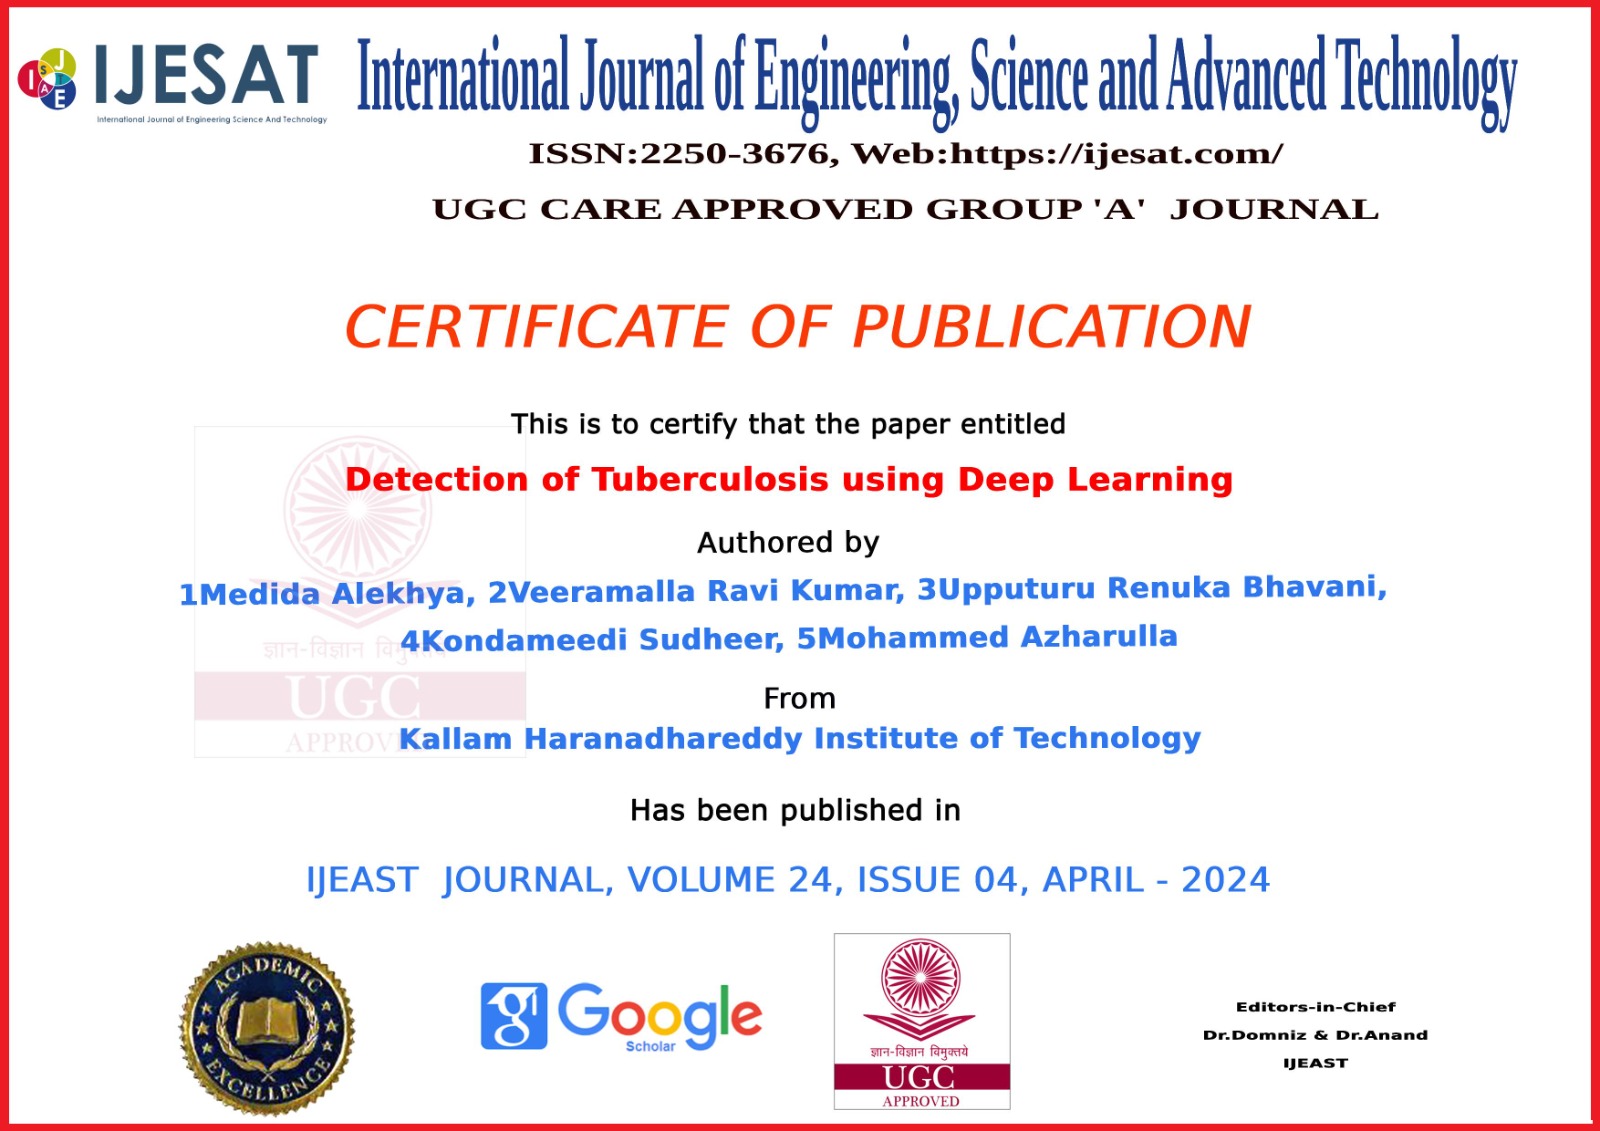 IJESAT
International Journal of Engineering Science And Technology
International Journal of Engineering, Science and Advanced Technology
ISSN:2250-3676, Web:https://ijesat.com/
UGC CARE APPROVED GROUP 'A' JOURNAL
CERTIFICATE OF PUBLICATION
This is to certify that the paper entitled
Detection of Tuberculosis using Deep Learning
Authored by
1Medida Alekhya, 2Veeramalla Ravi Kumar, 3Upputuru Renuka Bhavani,
4Kondameedi Sudheer, 5Mohammed Azharulla
ज्ञान-विज्ञान विमुक्तये
UGC
APPROVED
From
Kallam Haranadhareddy Institute of Technology
Has been published in
IJEAST JOURNAL, VOLUME 24, ISSUE 04, APRIL - 2024
ACADEMIC
EXCELLENCE
Google
Scholar
ज्ञान-विज्ञान विमुक्तये
UGC
APPROVED
Editors-in-Chief
Dr.Domniz & Dr.Anand
IJEAST